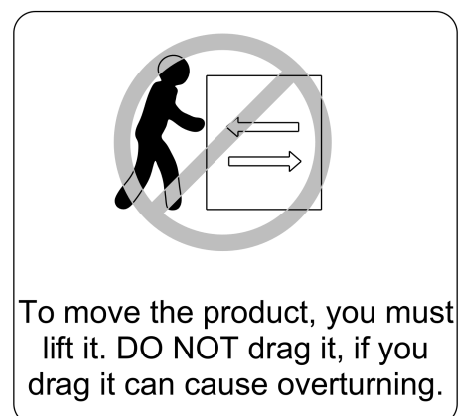 To move the product, you must
lift it. DO NOT drag it, if you
drag it can cause overturning.